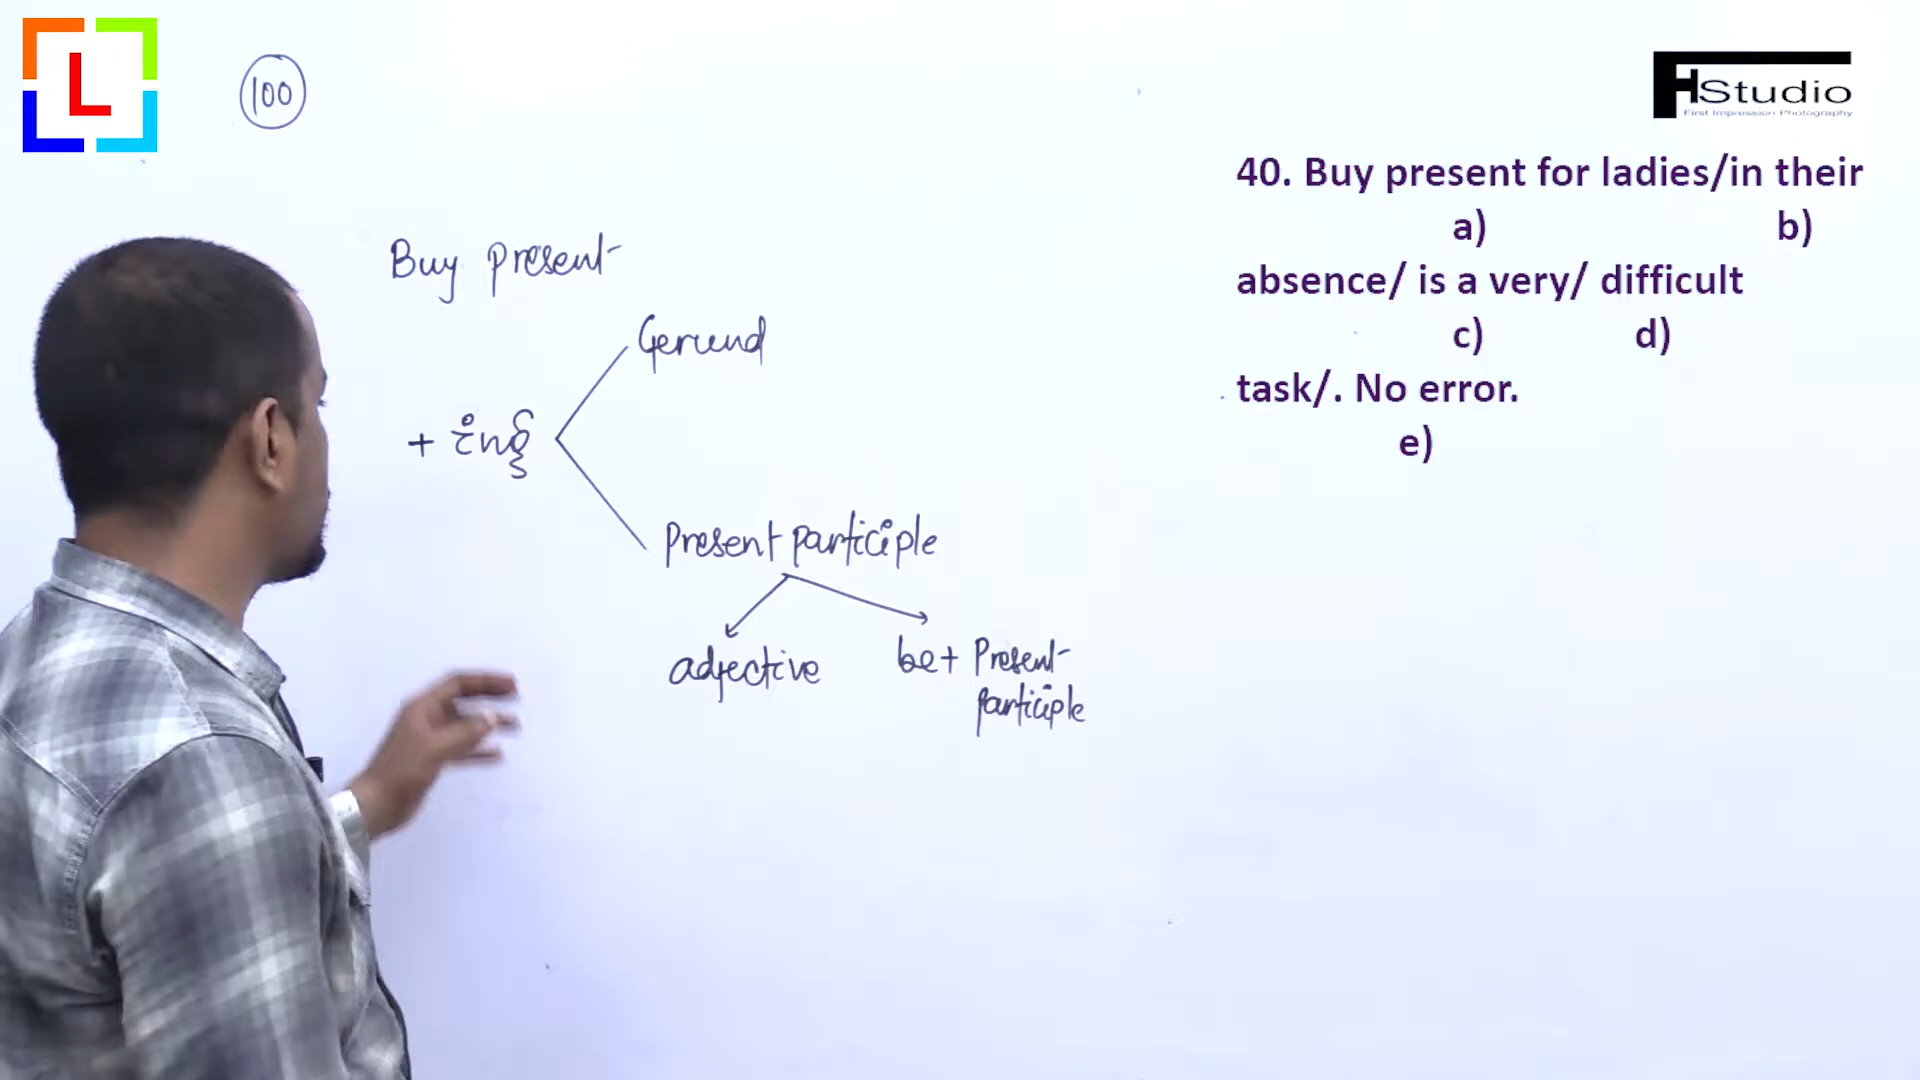 L
100
FH Studio
First Impression Photography
40. Buy present for ladies/in their
a) b)
absence/ is a very/ difficult
c) d)
task/. No error.
e)
Buy present
Gerund
+ ing
Present participle
adjective be + Present
participle